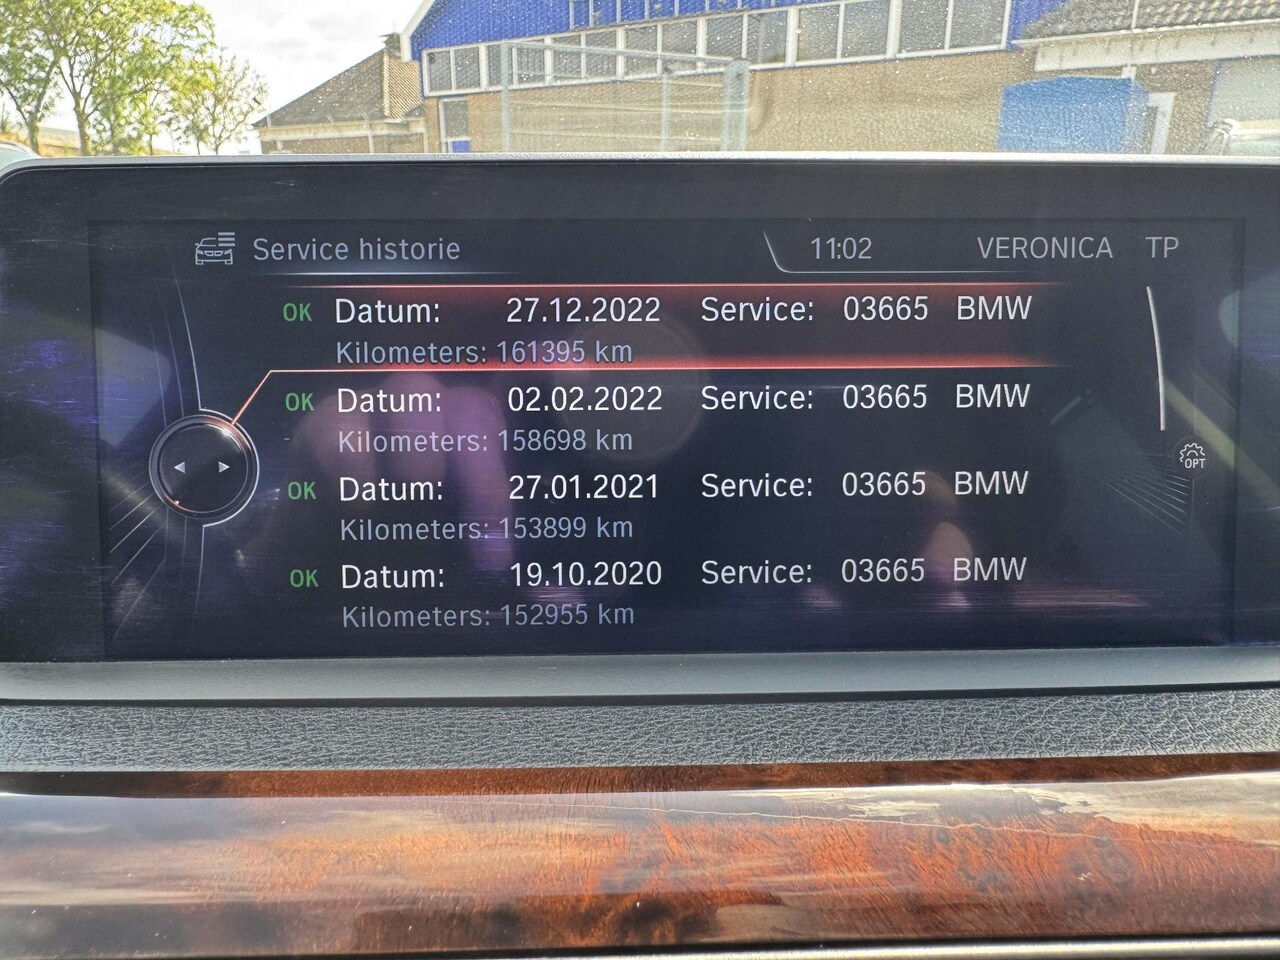 Service historie 11:02 VERONICA TP
OK Datum: 27.12.2022 Service: 03665 BMW
Kilometers: 161395 km
OK Datum: 02.02.2022 Service: 03665 BMW
Kilometers: 158698 km
OK Datum: 27.01.2021 Service: 03665 BMW
Kilometers: 153899 km
OK Datum: 19.10.2020 Service: 03665 BMW
Kilometers: 152955 km
OPT